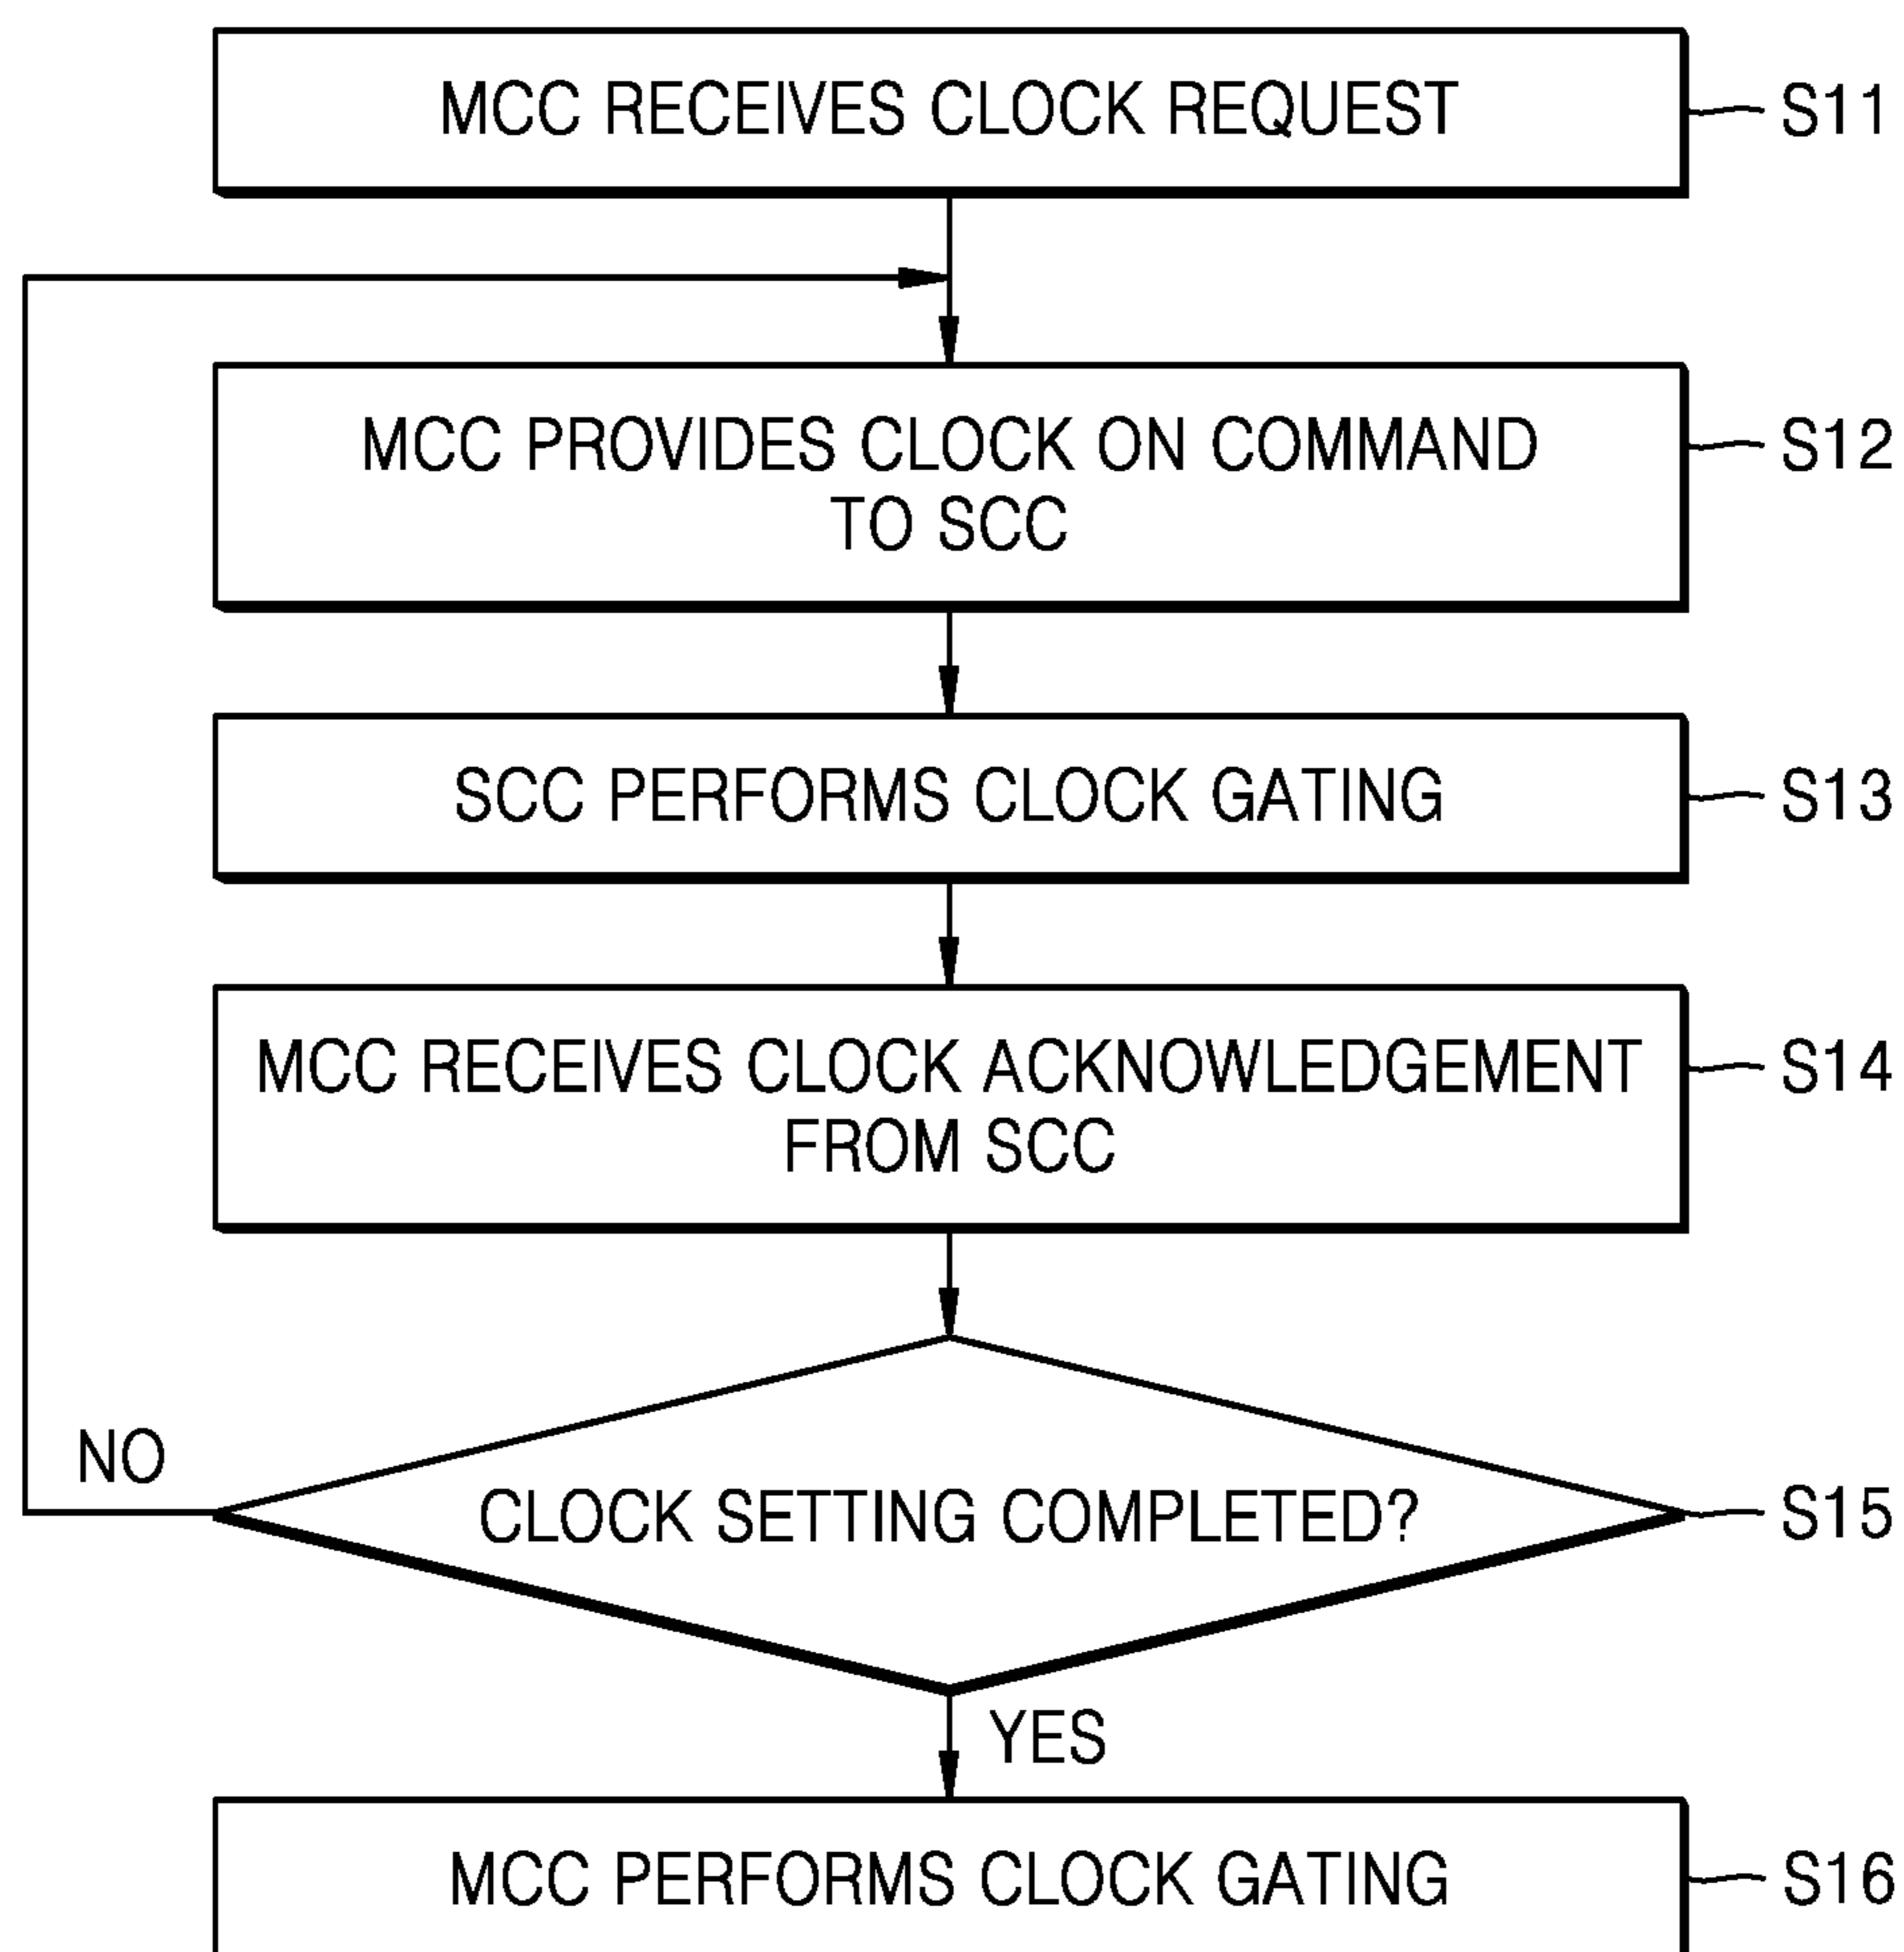 MCC RECEIVES CLOCK REQUEST
S11
MCC PROVIDES CLOCK ON COMMAND
TO SCC
S12
SCC PERFORMS CLOCK GATING
S13
MCC RECEIVES CLOCK ACKNOWLEDGEMENT
FROM SCC
S14
NO
CLOCK SETTING COMPLETED?
S15
YES
MCC PERFORMS CLOCK GATING
S16